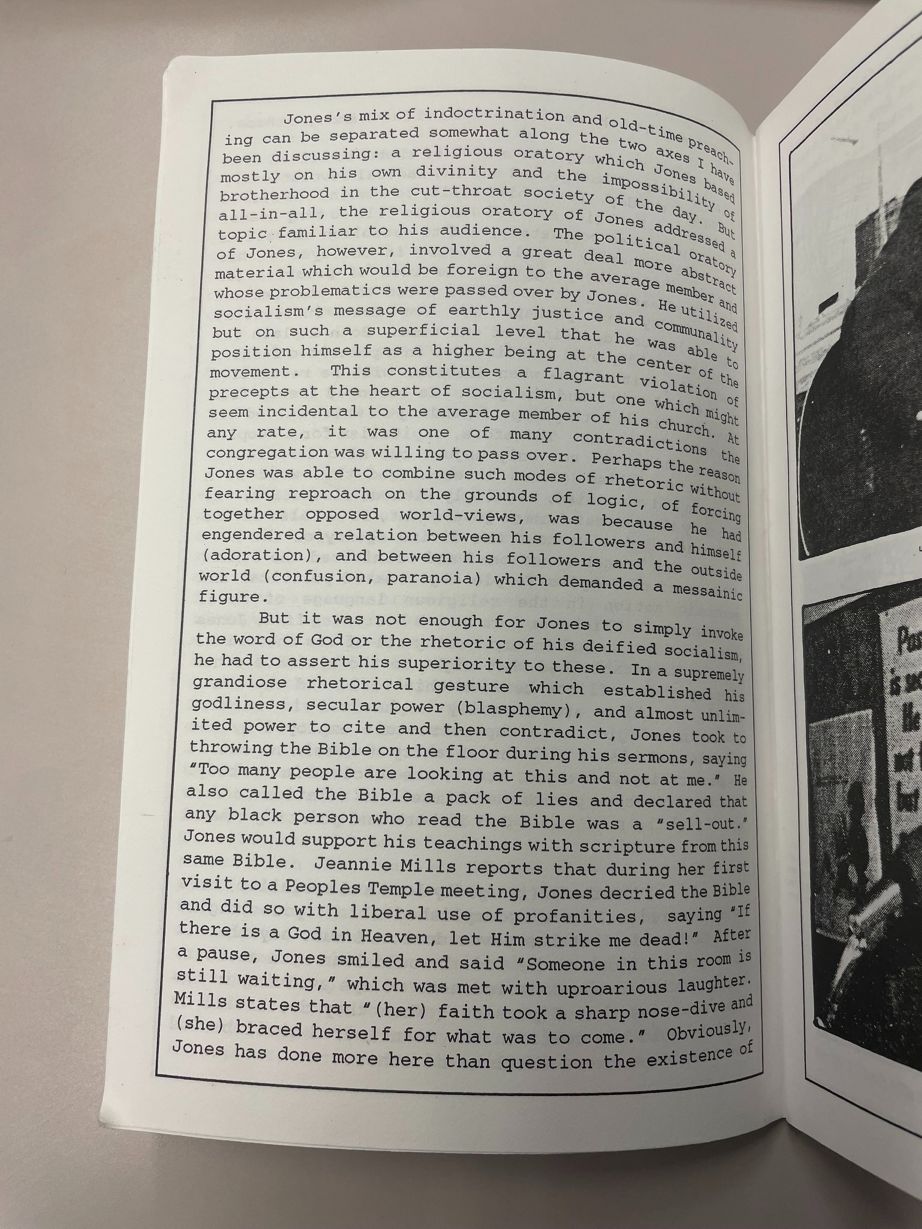 Jones's mix of indoctrination and old-time preach-
ing can be separated somewhat along the two axes I have
been discussing: a religious oratory which Jones based
mostly on his own divinity and the impossibility of
brotherhood in the cut-throat society of the day. But
all-in-all, the religious oratory of Jones addressed a
topic familiar to his audience. The political oratory
of Jones, however, involved a great deal more abstract
material which would be foreign to the average member and
whose problematics were passed over by Jones. He utilized
socialism's message of earthly justice and communality
but on such a superficial level that he was able to
position himself as a higher being at the center of the
movement. This constitutes a flagrant violation of
precepts at the heart of socialism, but one which might
seem incidental to the average member of his church. At
any rate, it was one of many contradictions the
congregation was willing to pass over. Perhaps the reason
Jones was able to combine such modes of rhetoric without
fearing reproach on the grounds of logic, of forcing
together opposed world-views, was because he had
engendered a relation between his followers and himself
(adoration), and between his followers and the outside
world (confusion, paranoia) which demanded a messainic
figure.
But it was not enough for Jones to simply invoke
the word of God or the rhetoric of his deified socialism,
he had to assert his superiority to these. In a supremely
grandiose rhetorical gesture which established his
godliness, secular power (blasphemy), and almost unlim-
ited power to cite and then contradict, Jones took to
throwing the Bible on the floor during his sermons, saying
"Too many people are looking at this and not at me." He
also called the Bible a pack of lies and declared that
any black person who read the Bible was a "sell-out."
Jones would support his teachings with scripture from this
same Bible. Jeannie Mills reports that during her first
visit to a Peoples Temple meeting, Jones decried the Bible
and did so with liberal use of profanities, saying "If
there is a God in Heaven, let Him strike me dead!" After
a pause, Jones smiled and said "Someone in this room is
still waiting," which was met with uproarious laughter.
Mills states that "(her) faith took a sharp nose-dive and
(she) braced herself for what was to come." Obviously,
Jones has done more here than question the existence of